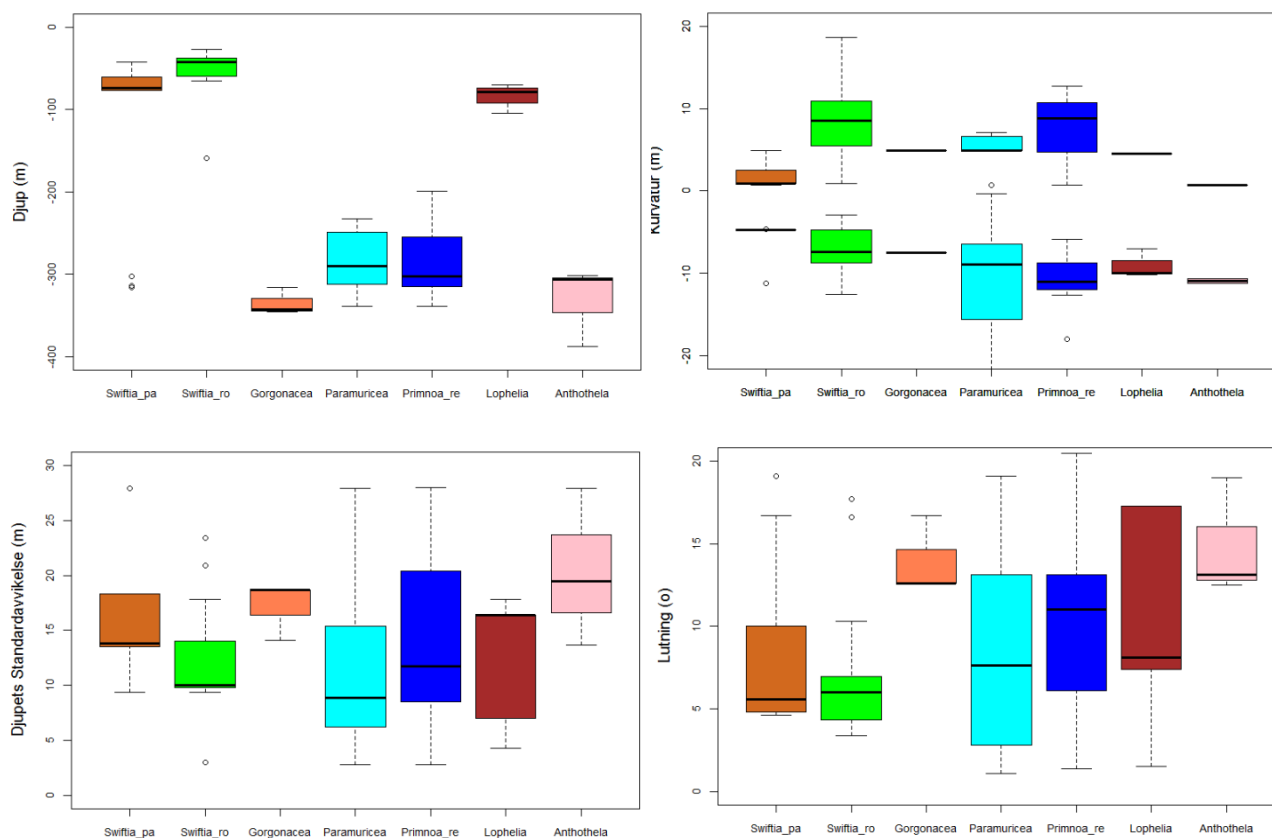 Djup (m)
0
-100
-200
-300
-400
Swiftia_pa Swiftia_ro Gorgonacea Paramuricea Primnoa_re Lophelia Anthothela
Kurvatur (m)
20
10
0
-10
-20
Swiftia_pa Swiftia_ro Gorgonacea Paramuricea Primnoa_re Lophelia Anthothela
Djupets Standardavvikelse (m)
30
25
20
15
10
5
0
Swiftia_pa Swiftia_ro Gorgonacea Paramuricea Primnoa_re Lophelia Anthothela
Lutning (o)
20
15
10
5
0
Swiftia_pa Swiftia_ro Gorgonacea Paramuricea Primnoa_re Lophelia Anthothela